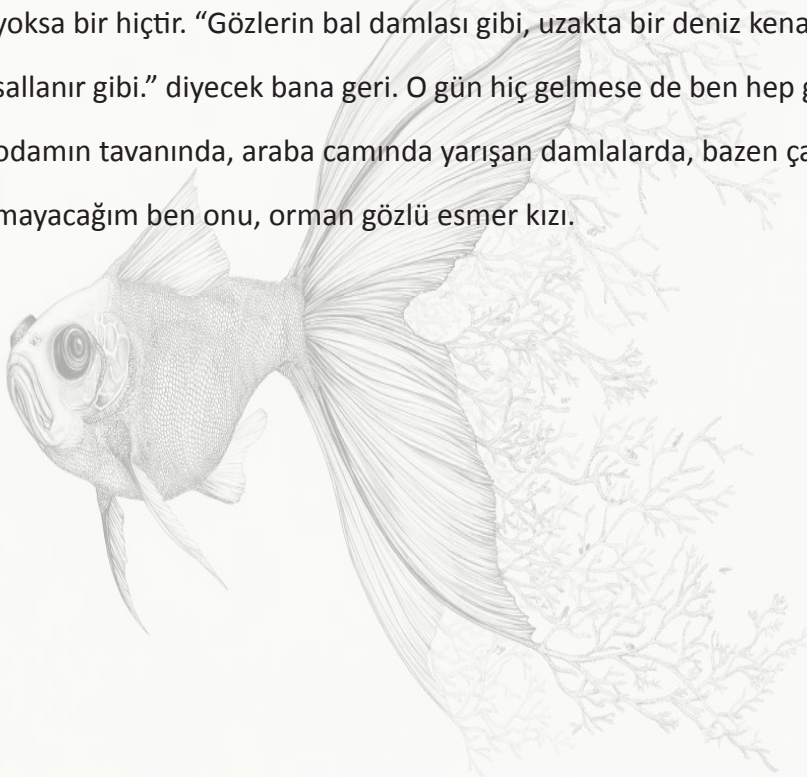 yoksa bir hiçtir. “Gözlerin bal damlası gibi, uzakta bir deniz kena
sallanır gibi.” diyecek bana geri. O gün hiç gelmese de ben hep g
odamın tavanında, araba camında yarışan damlalarda, bazen ça
mayacağım ben onu, orman gözlü esmer kızı.